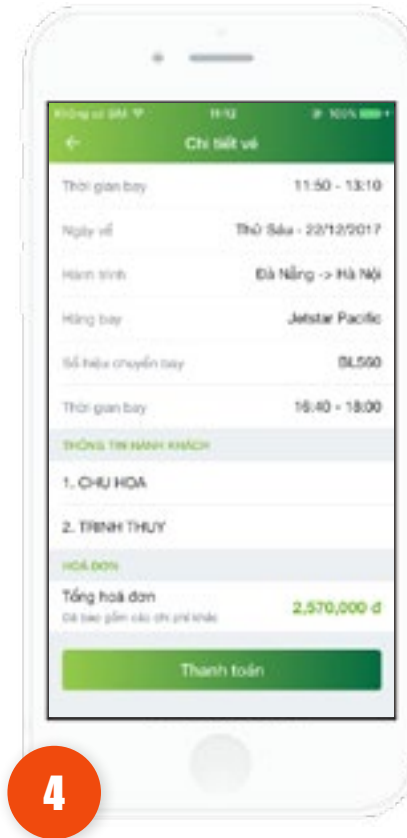 Không có SIM 11:12 100%
Chi tiết vé
Thời gian bay 11:50 - 13:10
Ngày về Thứ Sáu - 22/12/2017
Hành trình Đà Nẵng -> Hà Nội
Hãng bay Jetstar Pacific
Số hiệu chuyến bay BL560
Thời gian bay 16:40 - 18:00
THÔNG TIN HÀNH KHÁCH
1. CHU HOA
2. TRINH THUY
HOÁ ĐƠN
Tổng hoá đơn 2,570,000 đ
Đã bao gồm các chi phí khác
Thanh toán
4